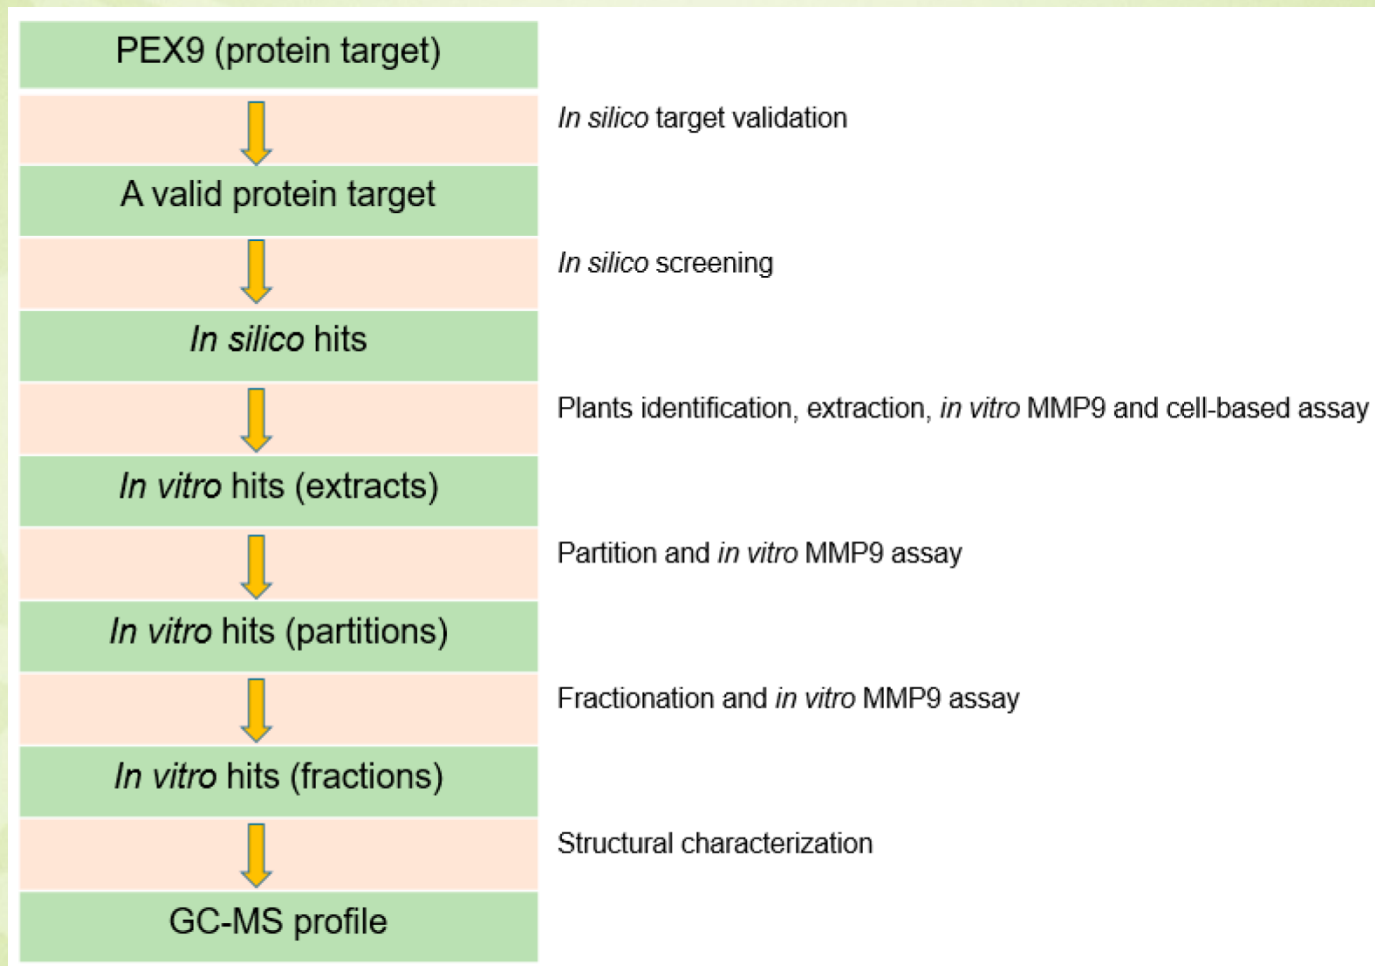 PEX9 (protein target)
In silico target validation
A valid protein target
In silico screening
In silico hits
Plants identification, extraction, in vitro MMP9 and cell-based assay
In vitro hits (extracts)
Partition and in vitro MMP9 assay
In vitro hits (partitions)
Fractionation and in vitro MMP9 assay
In vitro hits (fractions)
Structural characterization
GC-MS profile